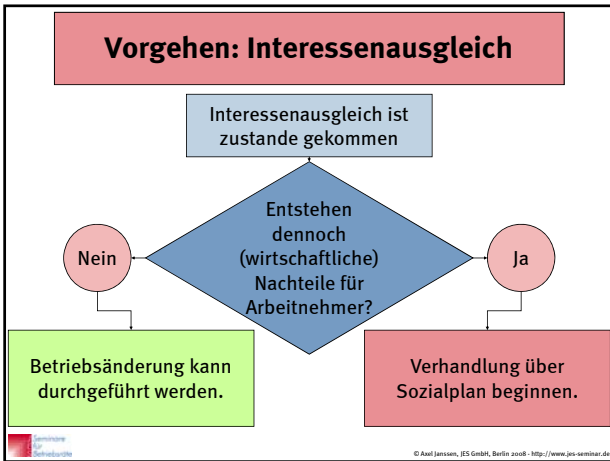 Vorgehen: Interessenausgleich
Interessenausgleich ist
zustande gekommen
Entstehen
dennoch
(wirtschaftliche)
Nachteile für
Arbeitnehmer?
Nein
Ja
Betriebsänderung kann
durchgeführt werden.
Verhandlung über
Sozialplan beginnen.
Seminare
für
Betriebsräte
© Axel Janssen, JES GmbH, Berlin 2008 - http://www.jes-seminar.de